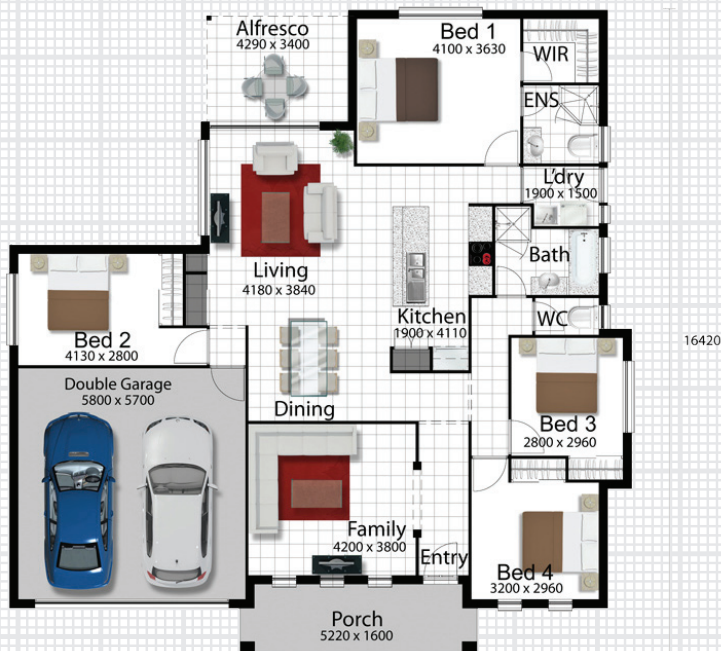 Alfresco
4290 x 3400
Bed 1
4100 x 3630
WIR
ENS
L'dry
1900 x 1500
Living
4180 x 3840
Bath
Kitchen
1900 x 4110
WC
Bed 2
4130 x 2800
16420
Double Garage
5800 x 5700
Dining
Bed 3
2800 x 2960
Family
4200 x 3800
Entry
Bed 4
3200 x 2960
Porch
5220 x 1600